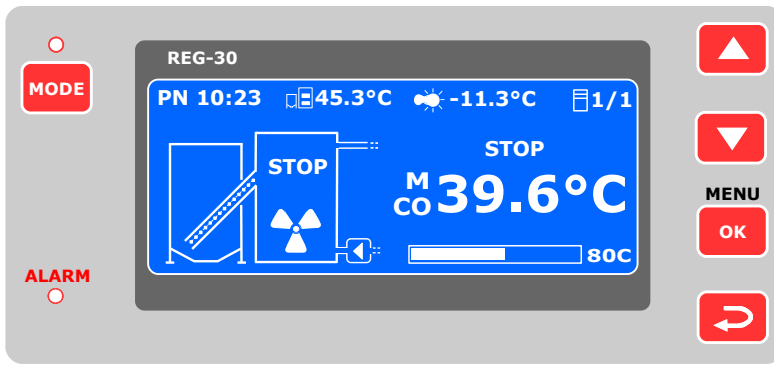 REG-30
MODE
PN 10:23 45.3°C -11.3°C 1/1
STOP
STOP
M
CO 39.6°C
80C
MENU
OK
ALARM